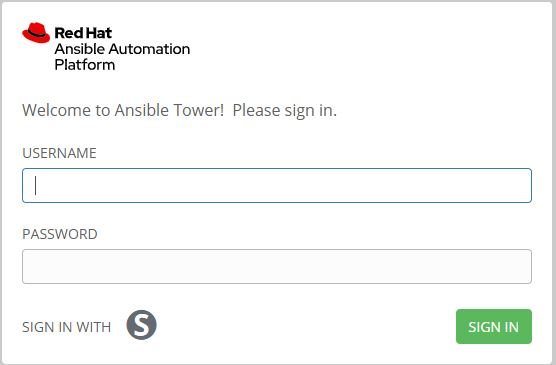 Red Hat
Ansible Automation
Platform
Welcome to Ansible Tower!  Please sign in.
USERNAME
PASSWORD
SIGN IN WITH S SIGN IN